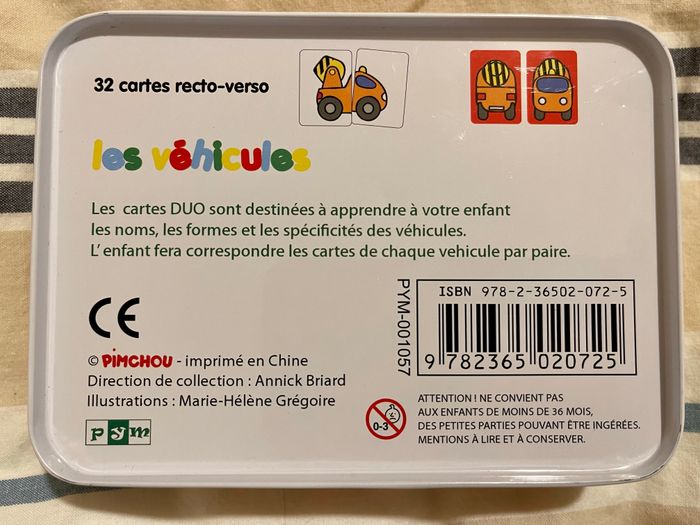 32 cartes recto-verso
les véhicules
Les cartes DUO sont destinées à apprendre à votre enfant
les noms, les formes et les spécificités des véhicules.
L' enfant fera correspondre les cartes de chaque vehicule par paire.
CE
© PiMCHOU - imprimé en Chine
Direction de collection : Annick Briard
Illustrations : Marie-Hélène Grégoire
pym
PYM-001057
ISBN 978-2-36502-072-5
9 782365 020725
0-3
ATTENTION ! NE CONVIENT PAS
AUX ENFANTS DE MOINS DE 36 MOIS,
DES PETITES PARTIES POUVANT ÊTRE INGÉRÉES.
MENTIONS À LIRE ET À CONSERVER.